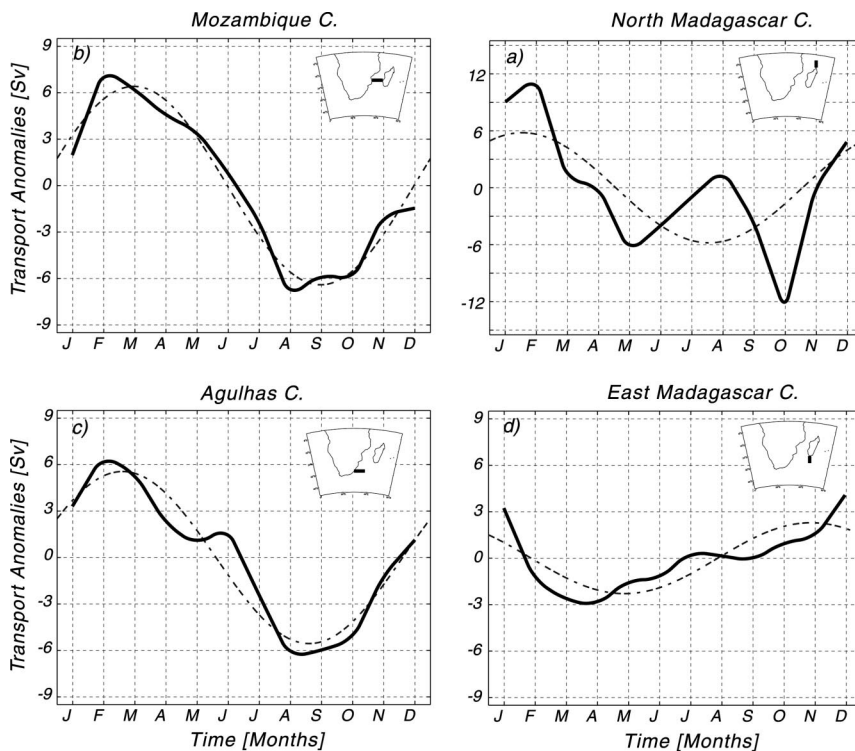 Mozambique C.
North Madagascar C.
b)
a)
Transport Anomalies [Sv]
9
6
3
0
-3
-6
-9
12
6
0
-6
-12
J F M A M J J A S O N D
J F M A M J J A S O N D
Agulhas C.
East Madagascar C.
c)
d)
Transport Anomalies [Sv]
9
6
3
0
-3
-6
-9
9
6
3
0
-3
-6
-9
J F M A M J J A S O N D
J F M A M J J A S O N D
Time [Months]
Time [Months]